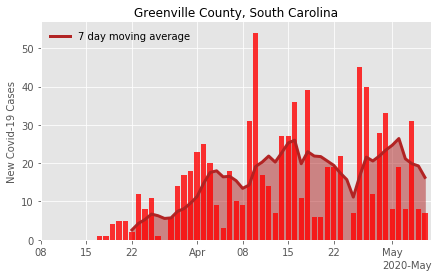 Greenville County, South Carolina
7 day moving average
New Covid-19 Cases
50
40
30
20
10
0
08 15 22 Apr 08 15 22 May
2020-May